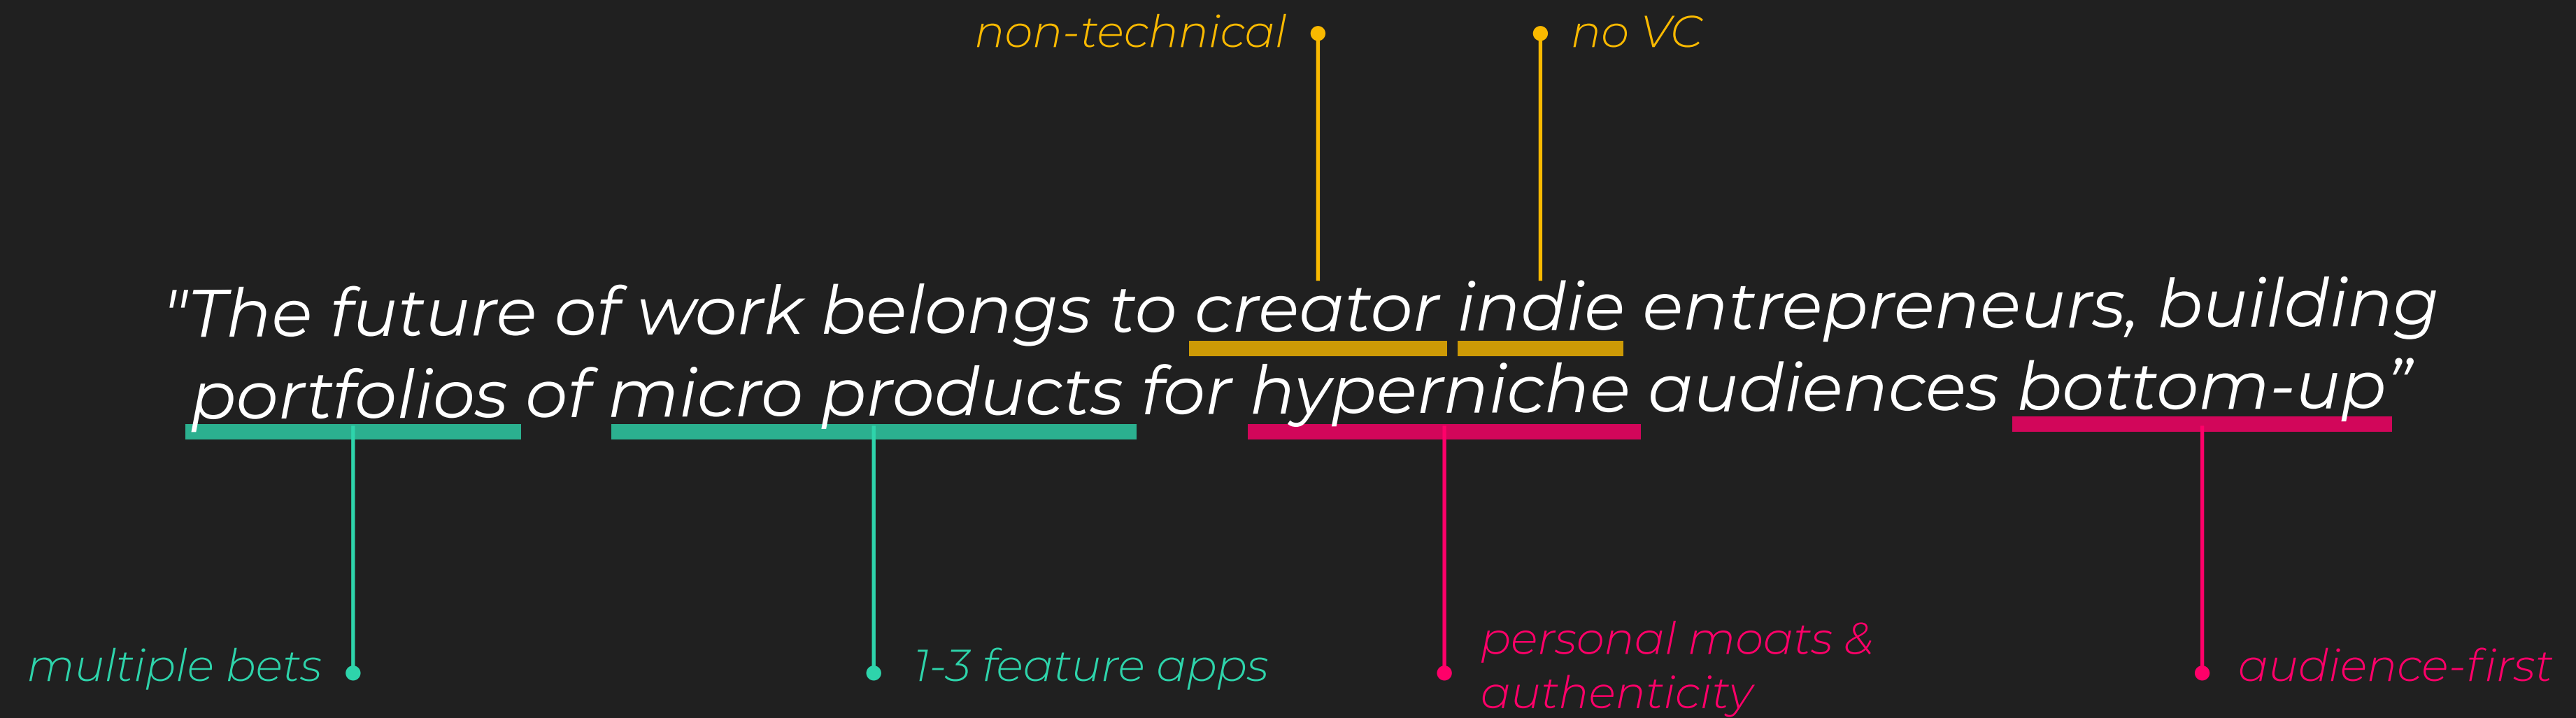 non-technical
no VC
"The future of work belongs to creator indie entrepreneurs, building
portfolios of micro products for hyperniche audiences bottom-up”
multiple bets
1-3 feature apps
personal moats &
authenticity
audience-first